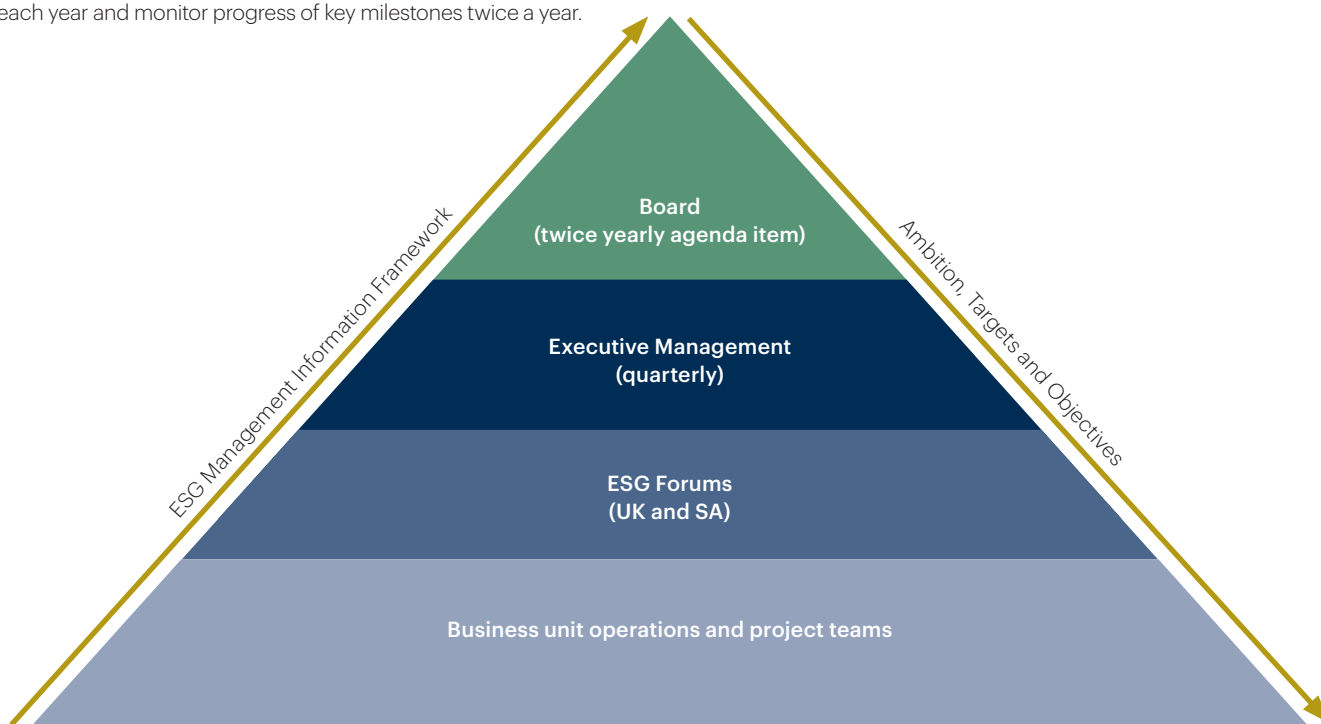 each year and monitor progress of key milestones twice a year.
Board
(twice yearly agenda item)
ESG Management Information Framework
Ambition, Targets and Objectives
Executive Management
(quarterly)
ESG Forums
(UK and SA)
Business unit operations and project teams